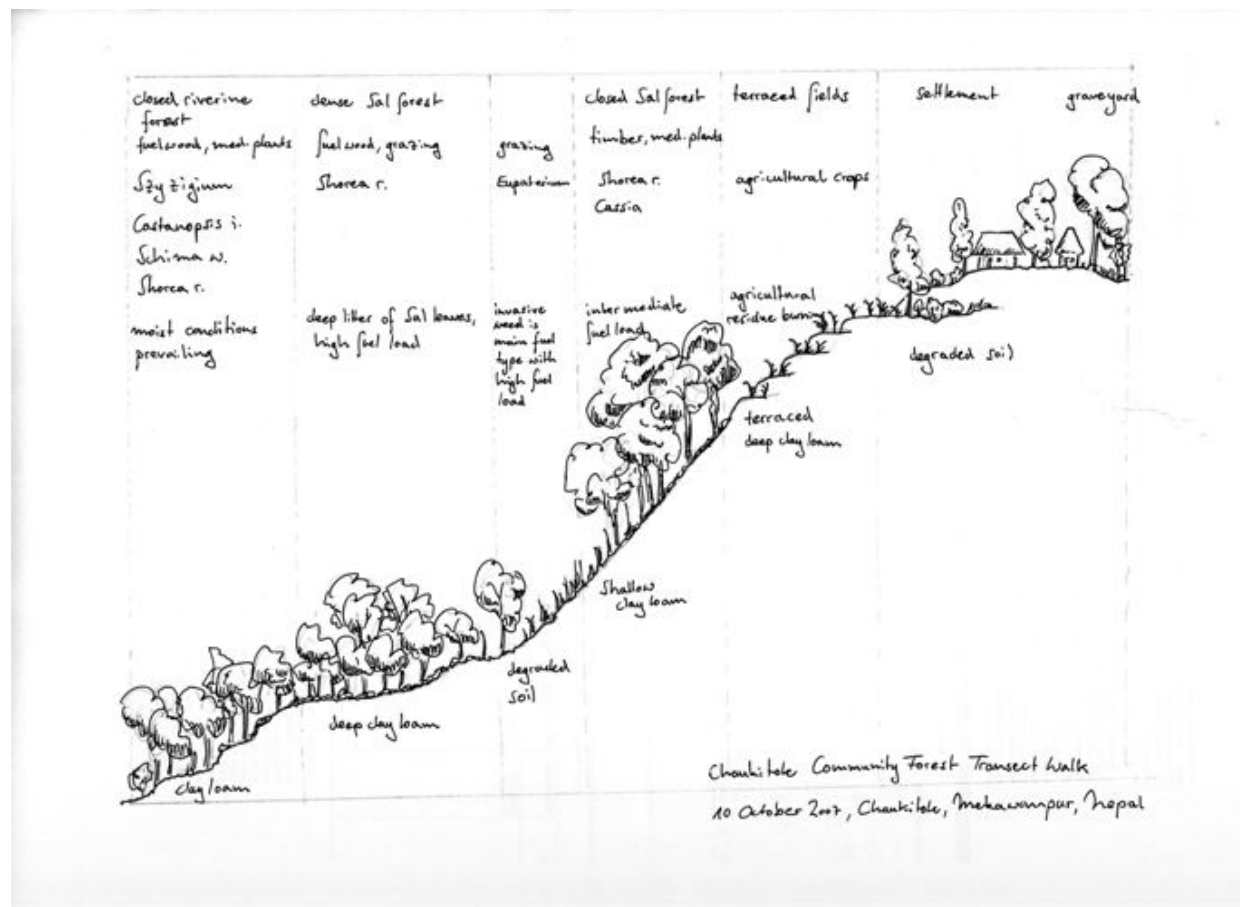 closed riverine
forest
fuelwood, med. plants
Szyzigium
Castanopsis i.
Schima w.
Shorea r.
moist conditions
prevailing
clay loam
dense Sal forest
fuelwood, grazing
Shorea r.
deep litter of Sal leaves,
high fuel load
deep clay loam
grazing
Eupatorium
invasive
weed is
main fuel
type with
high fuel
load
degraded
soil
closed Sal forest
timber, med. plants
Shorea r.
Cassia
intermediate
fuel load
shallow
clay loam
terraced fields
agricultural crops
agricultural
residue burning
terraced
deep clay loam
settlement
graveyard
degraded soil
Chaukitole Community Forest Transect Walk
10 October 2007, Chaukitole, Makawanpur, Nepal